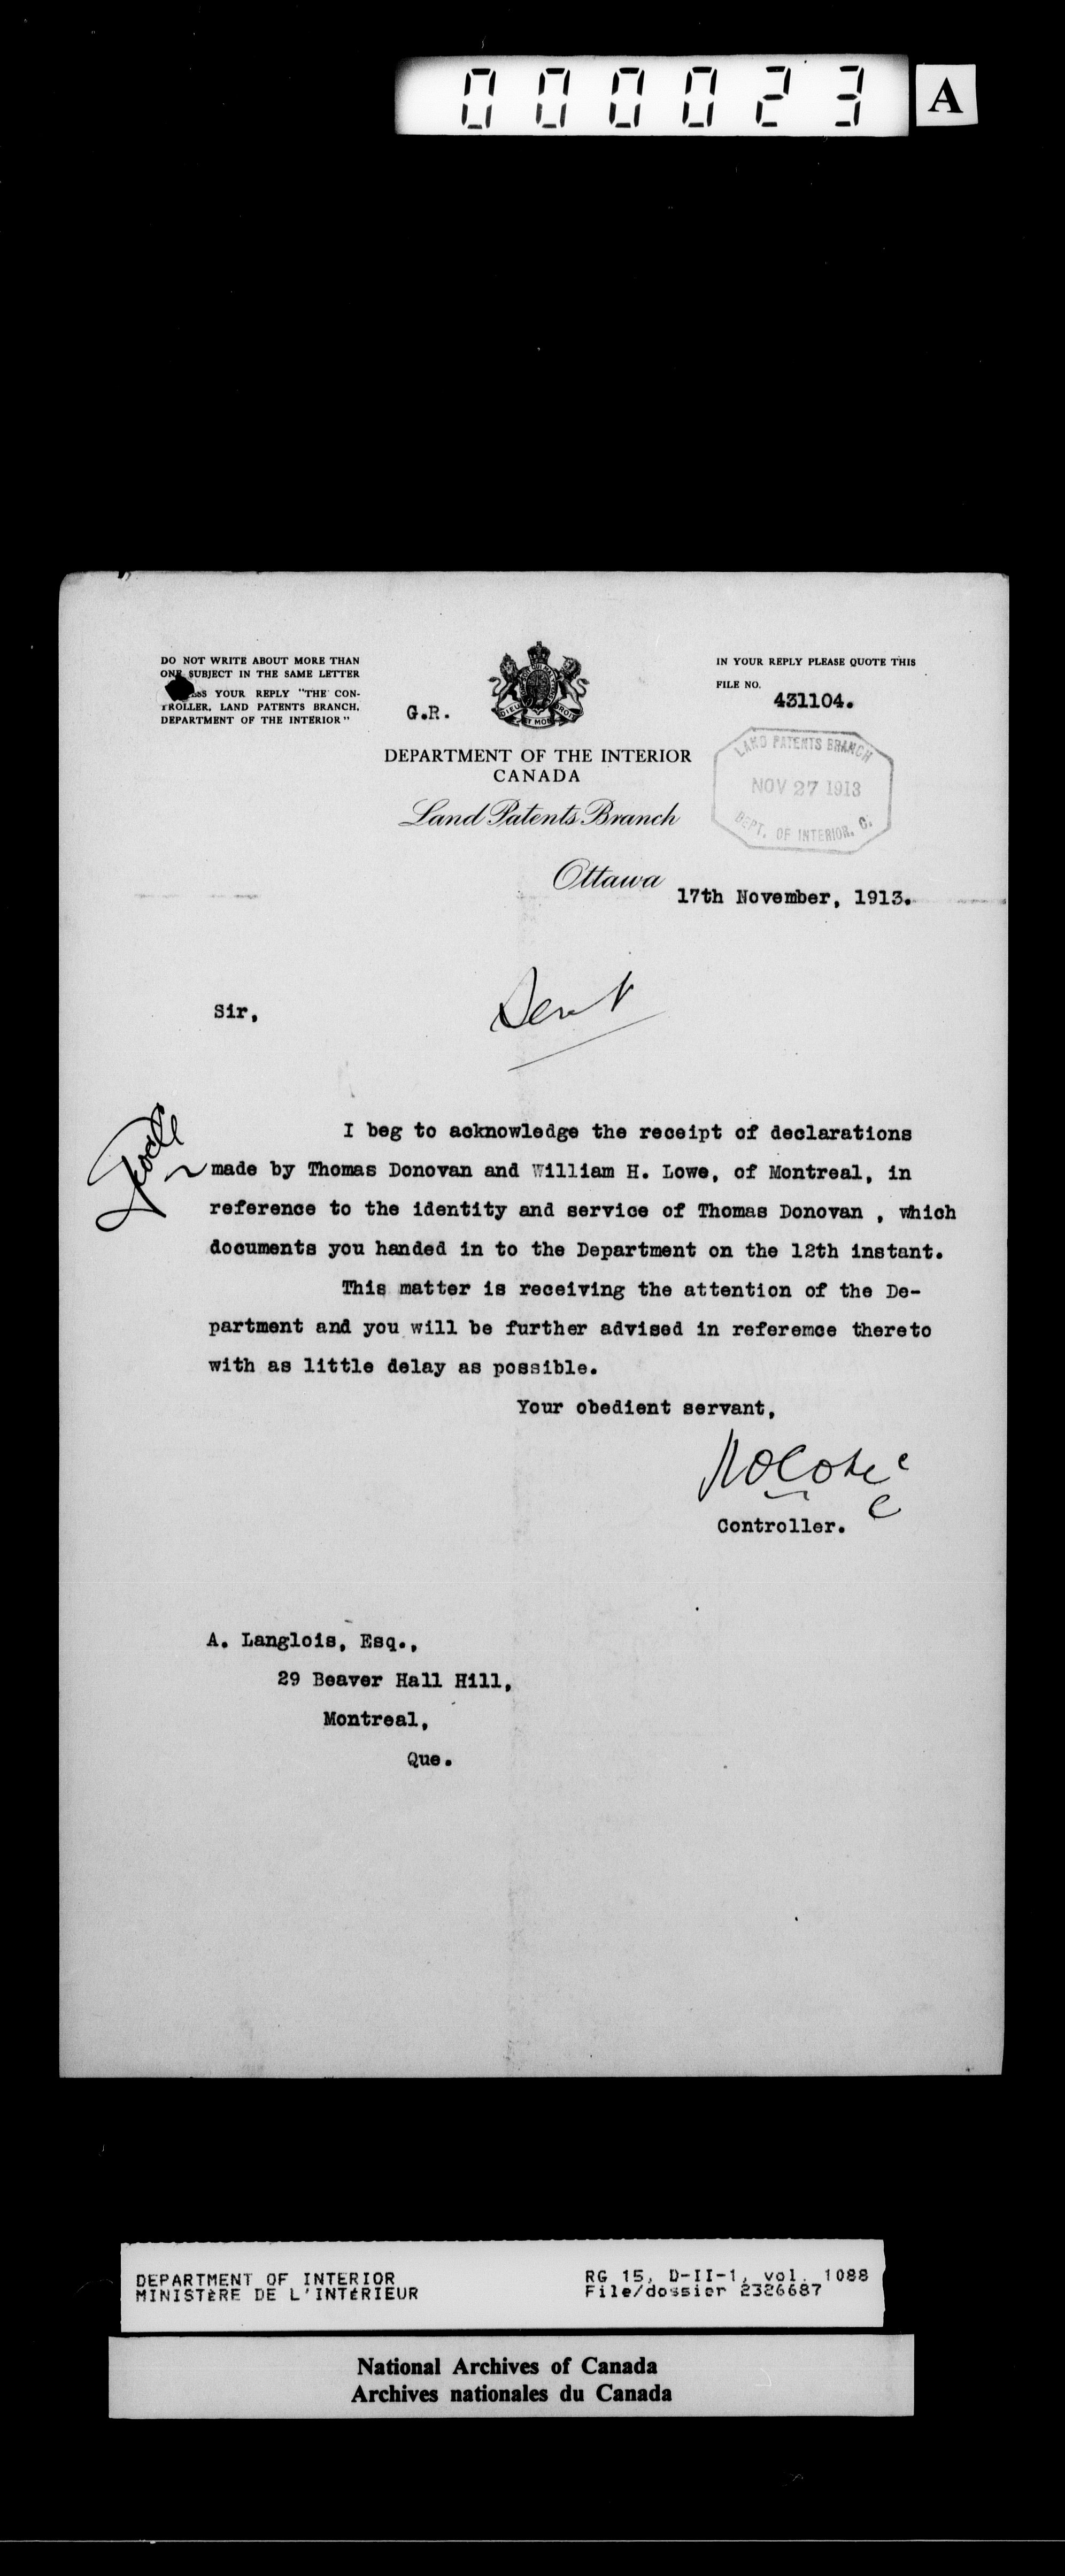 000023 A
DO NOT WRITE ABOUT MORE THAN
ONE SUBJECT IN THE SAME LETTER
YOUR REPLY "THE CON-
TROLLER, LAND PATENTS BRANCH,
DEPARTMENT OF THE INTERIOR"
G.R.
IN YOUR REPLY PLEASE QUOTE THIS
FILE NO.
431104.
DEPARTMENT OF THE INTERIOR
CANADA
Land Patents Branch
LAND PATENTS BRANCH
NOV 27 1913
DEPT. OF INTERIOR. C.
Ottawa
17th November, 1913.
Sir,
Sent
I beg to acknowledge the receipt of declarations
made by Thomas Donovan and William H. Lowe, of Montreal, in
reference to the identity and service of Thomas Donovan , which
documents you handed in to the Department on the 12th instant.
This matter is receiving the attention of the De-
partment and you will be further advised in reference thereto
with as little delay as possible.
Your obedient servant,
Controller.
A. Langlois, Esq.,
29 Beaver Hall Hill,
Montreal,
Que.
DEPARTMENT OF INTERIOR
MINISTÈRE DE L'INTÉRIEUR
RG 15, D-II-1, vol. 1088
File/dossier 2326687
National Archives of Canada
Archives nationales du Canada